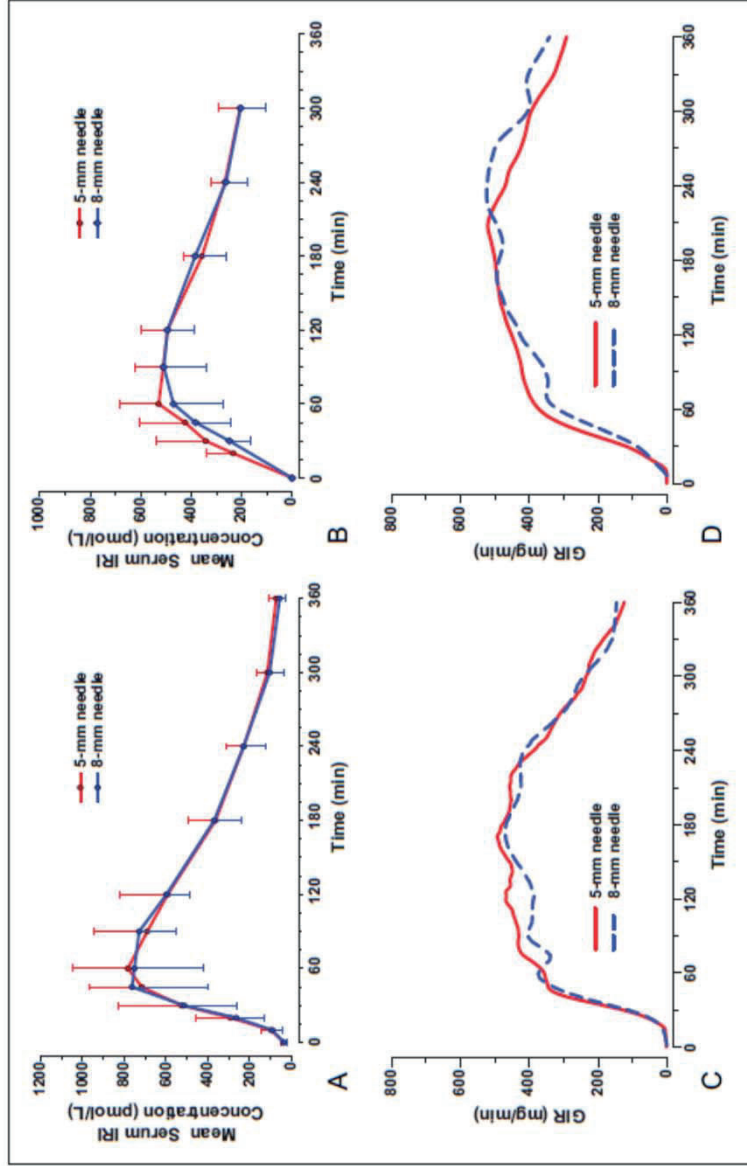 1200
1000
800
600
400
200
0
Mean Serum IRI
Concentration (pmol/L)
5-mm needle
8-mm needle
0 60 120 180 240 300 360
Time (min)
A
1000
800
600
400
200
0
Mean Serum IRI
Concentration (pmol/L)
5-mm needle
8-mm needle
0 60 120 180 240 300 360
Time (min)
B
800
600
400
200
0
GIR (mg/min)
5-mm needle
8-mm needle
0 60 120 180 240 300 360
Time (min)
C
800
600
400
200
0
GIR (mg/min)
5-mm needle
8-mm needle
0 60 120 180 240 300 360
Time (min)
D